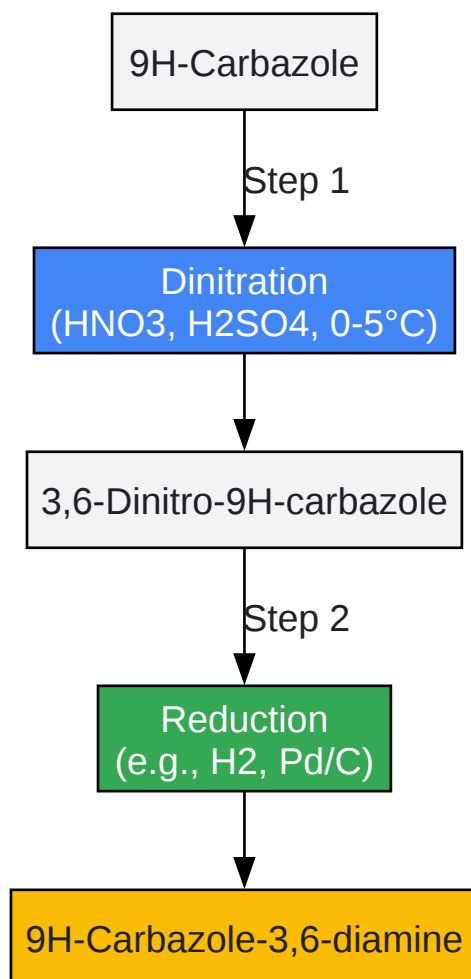 9H-Carbazole
Step 1
Dinitration
(HNO3, H2SO4, 0-5°C)
3,6-Dinitro-9H-carbazole
Step 2
Reduction
(e.g., H2, Pd/C)
9H-Carbazole-3,6-diamine